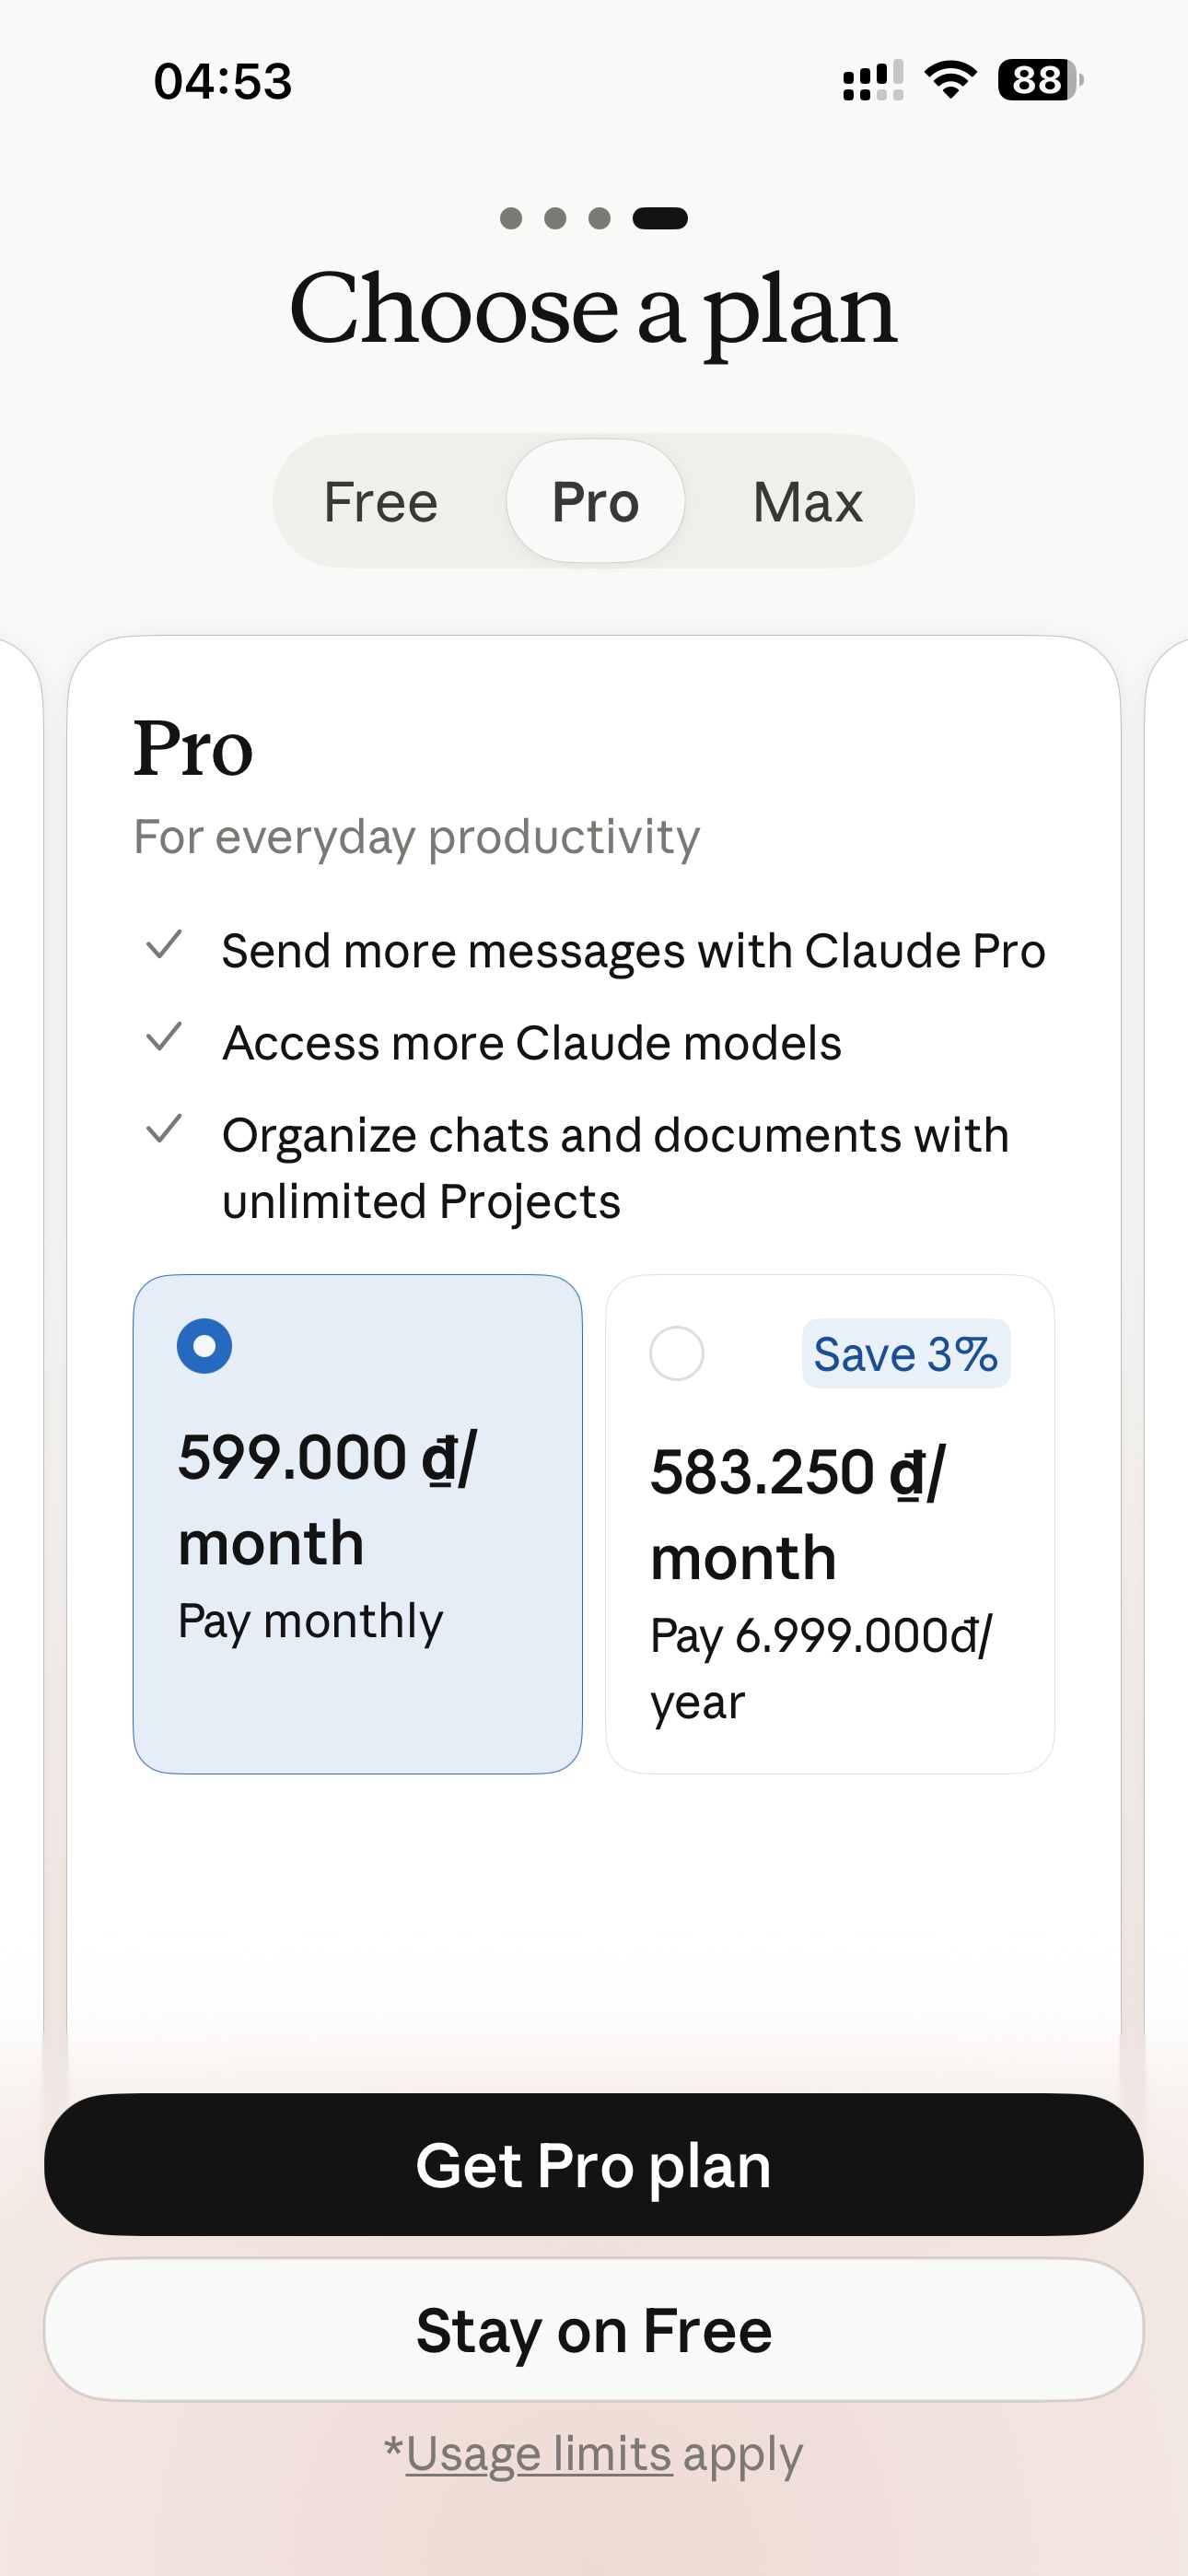 04:53
88
Choose a plan
Free
Pro
Max
Pro
For everyday productivity
Send more messages with Claude Pro
Access more Claude models
Organize chats and documents with
unlimited Projects
599.000 ₫/
month
Pay monthly
Save 3%
583.250 ₫/
month
Pay 6.999.000đ/
year
Get Pro plan
Stay on Free
*Usage limits apply